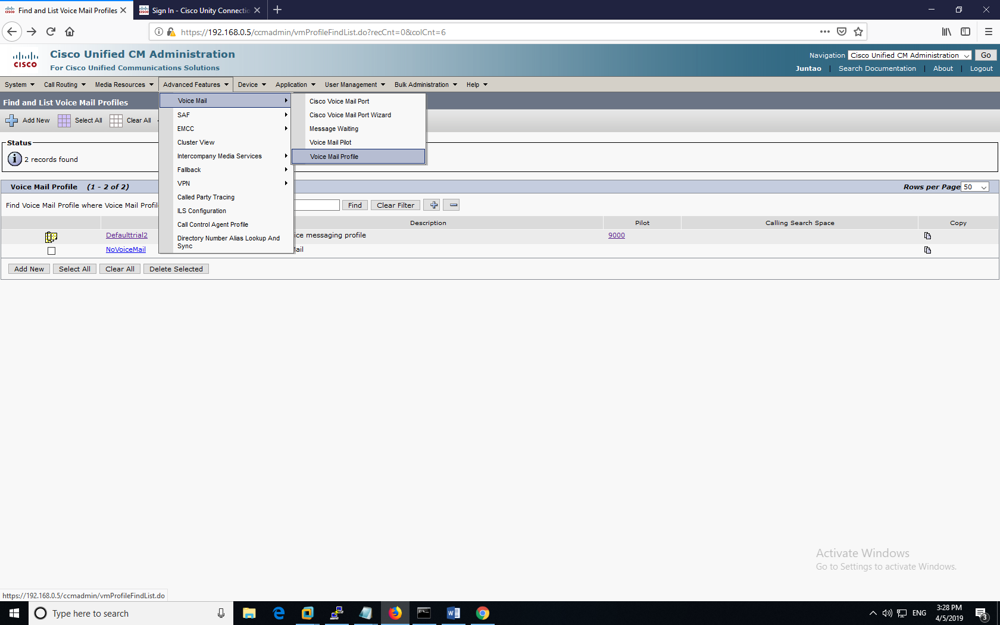 Find and List Voice Mail Profiles
Sign In - Cisco Unity Connectio
https://192.168.0.5/ccmadmin/vmProfileFindList.do?recCnt=0&colCnt=6
CISCO
Cisco Unified CM Administration
For Cisco Unified Communications Solutions
Navigation Cisco Unified CM Administration Go
Juntao | Search Documentation | About | Logout
System Call Routing Media Resources Advanced Features Device Application User Management Bulk Administration Help
Find and List Voice Mail Profiles
Add New Select All Clear All
Voice Mail
SAF
EMCC
Cluster View
Intercompany Media Services
Fallback
VPN
Called Party Tracing
ILS Configuration
Call Control Agent Profile
Directory Number Alias Lookup And
Sync
Cisco Voice Mail Port
Cisco Voice Mail Port Wizard
Message Waiting
Voice Mail Pilot
Voice Mail Profile
Status
2 records found
Voice Mail Profile (1 - 2 of 2)
Rows per Page 50
Find Voice Mail Profile where Voice Mail Profil
Find Clear Filter
Description Pilot Calling Search Space Copy
Defaulttrial2 ice messaging profile 9000
NoVoiceMail ail
Add New Select All Clear All Delete Selected
Activate Windows
Go to Settings to activate Windows.
https://192.168.0.5/ccmadmin/vmProfileFindList.do
Type here to search
ENG
3:28 PM
4/5/2019
3